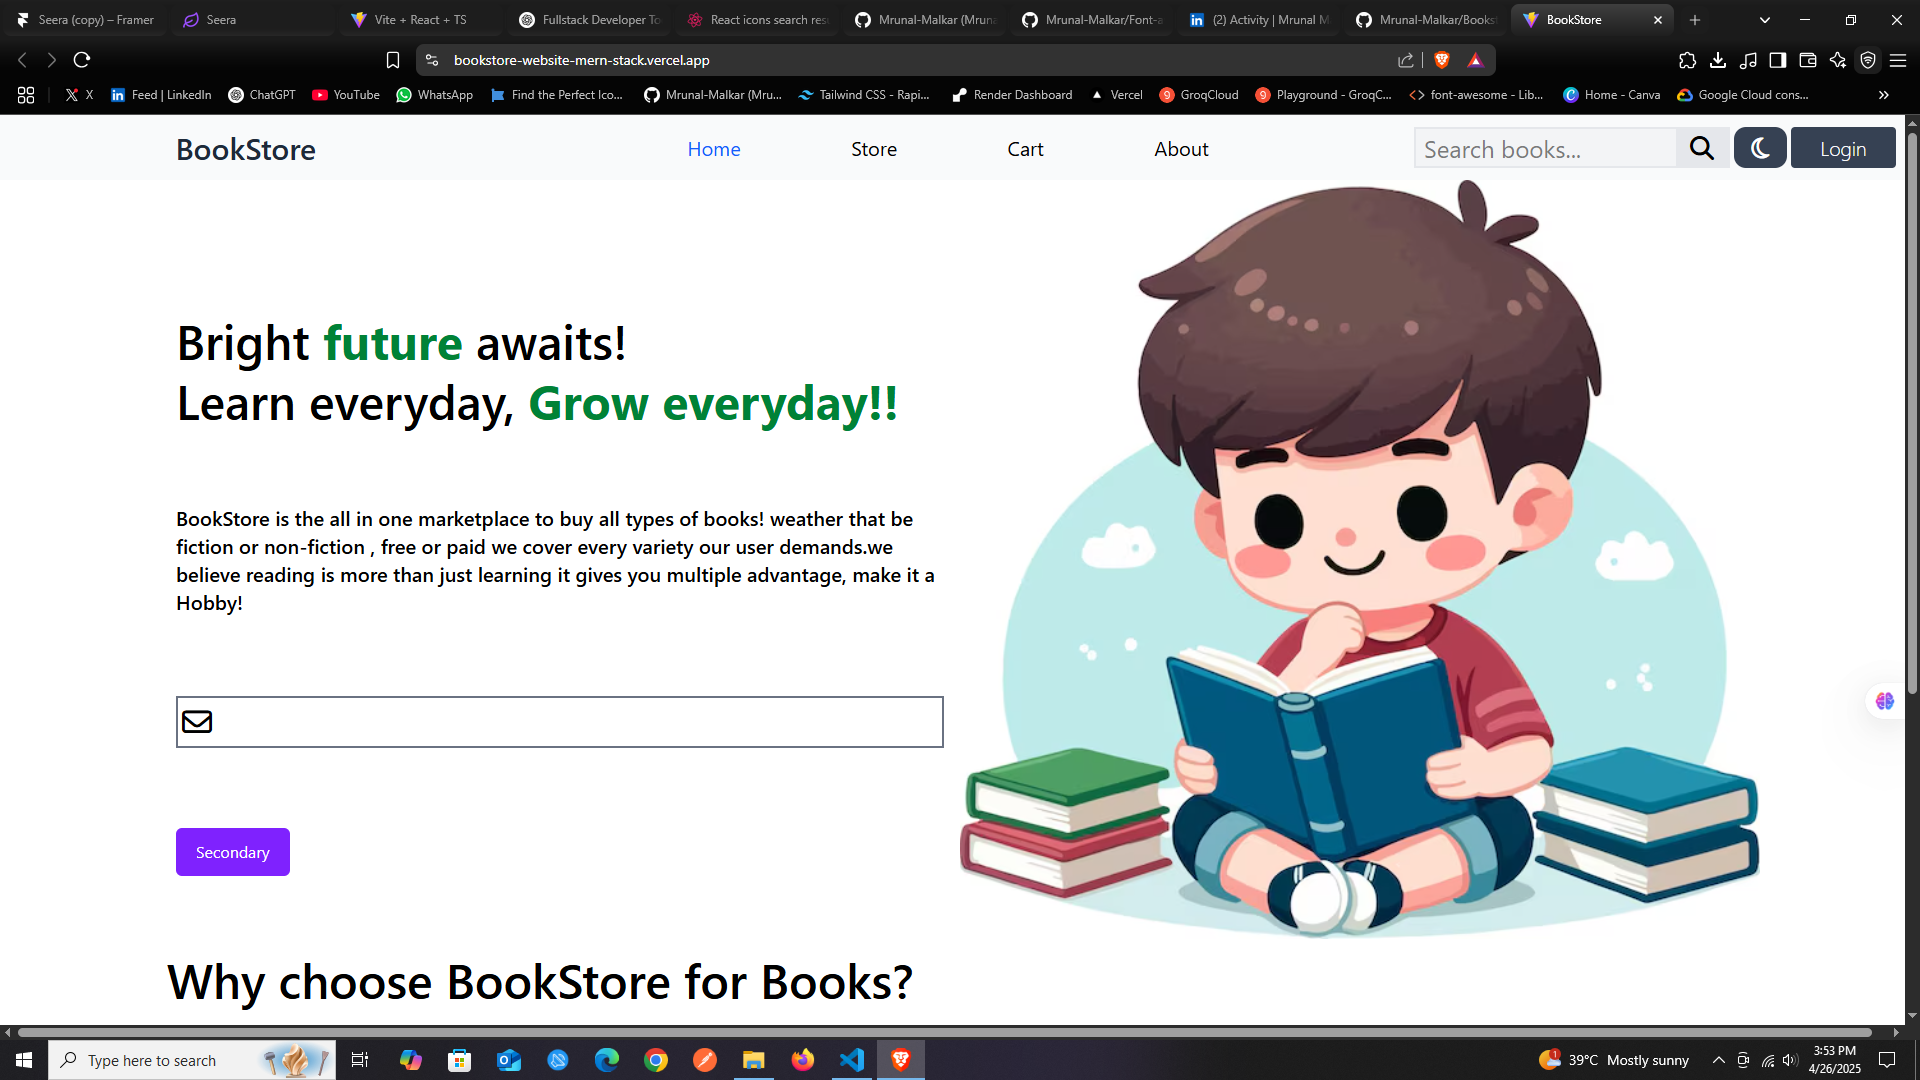 Seera (copy) – Framer
Seera
Vite + React + TS
Fullstack Developer To
React icons search res
Mrunal-Malkar (Mruna
Mrunal-Malkar/Font-a
(2) Activity | Mrunal M
Mrunal-Malkar/Books
BookStore
bookstore-website-mern-stack.vercel.app
X
Feed | LinkedIn
ChatGPT
YouTube
WhatsApp
Find the Perfect Ico...
Mrunal-Malkar (Mru...
Tailwind CSS - Rapi...
Render Dashboard
Vercel
GroqCloud
Playground - GroqC...
font-awesome - Lib...
Home - Canva
Google Cloud cons...
BookStore
Home
Store
Cart
About
Search books...
Login
Bright future awaits!
Learn everyday, Grow everyday!!
BookStore is the all in one marketplace to buy all types of books! weather that be
fiction or non-fiction , free or paid we cover every variety our user demands.we
believe reading is more than just learning it gives you multiple advantage, make it a
Hobby!
Secondary
Why choose BookStore for Books?
Type here to search
39°C Mostly sunny
3:53 PM
4/26/2025